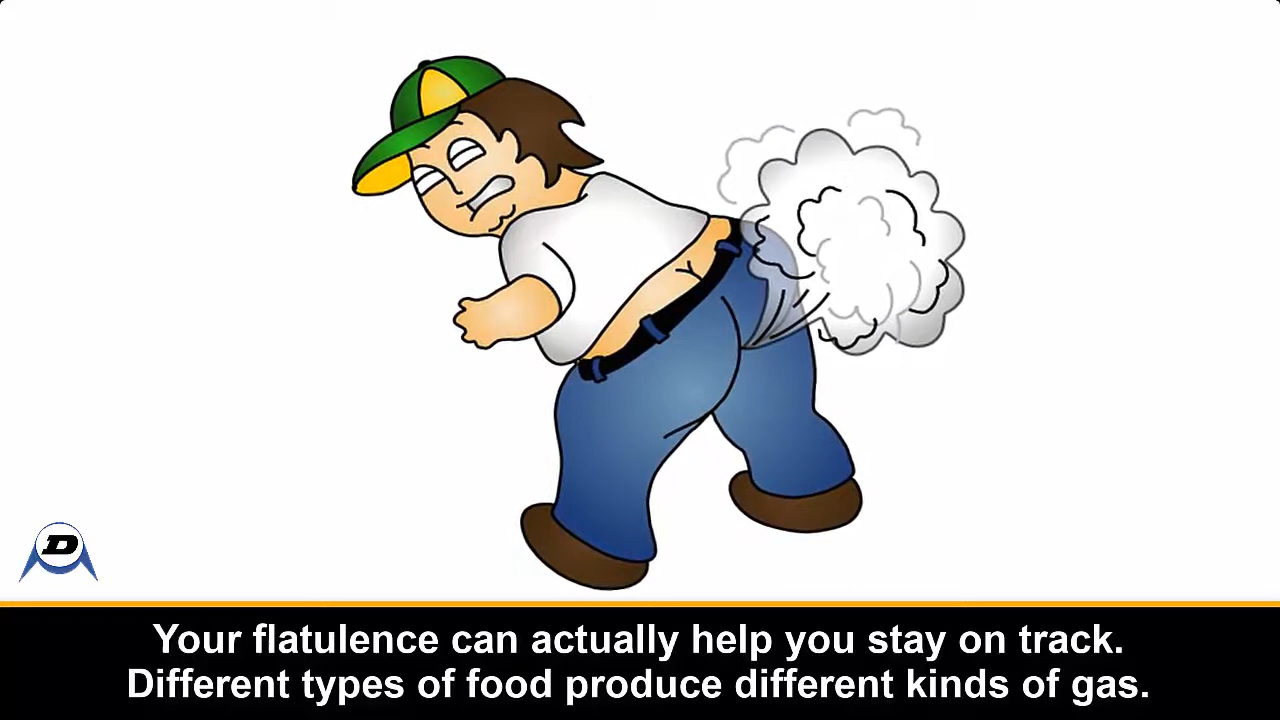 D
Your flatulence can actually help you stay on track.
Different types of food produce different kinds of gas.